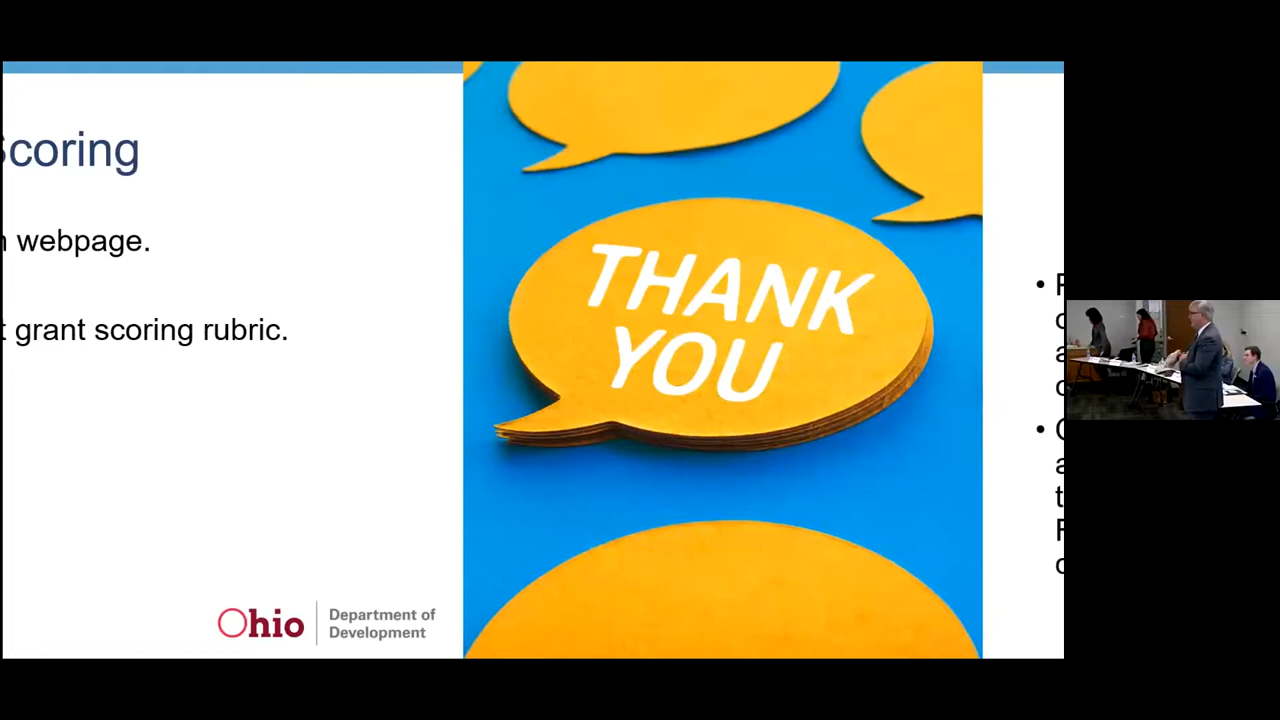 Scoring
webpage.
grant scoring rubric.
THANK
YOU
Ohio
Department of
Development